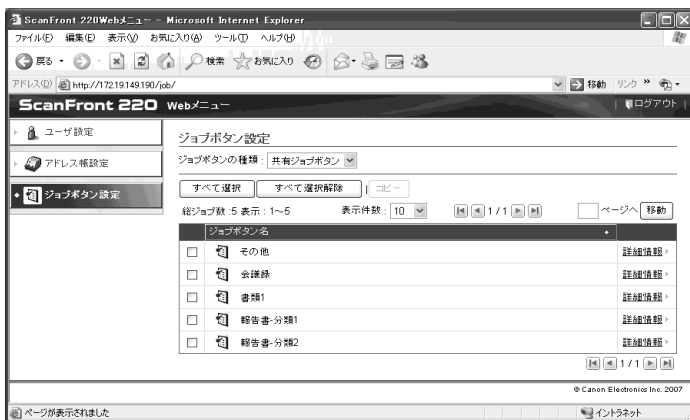 ScanFront 220Webメニュー - Microsoft Internet Explorer
ファイル(F) 編集(E) 表示(V) お気に入り(A) ツール(T) ヘルプ(H)
戻る 検索 お気に入り
アドレス(D) http://172.19.149.190/job/ 移動 リンク »
ScanFront 220 Webメニュー ログアウト
ユーザ設定
アドレス帳設定
ジョブボタン設定
ジョブボタン設定
ジョブボタンの種類 : 共有ジョブボタン
すべて選択 すべて選択解除 | コピー
総ジョブ数 :5 表示 : 1～5 表示件数 : 10 1 / 1 ページへ 移動
ジョブボタン名
その他 詳細情報
会議録 詳細情報
書類1 詳細情報
報告書-分類1 詳細情報
報告書-分類2 詳細情報
1 / 1
© Canon Electronics Inc. 2007
ページが表示されました イントラネット